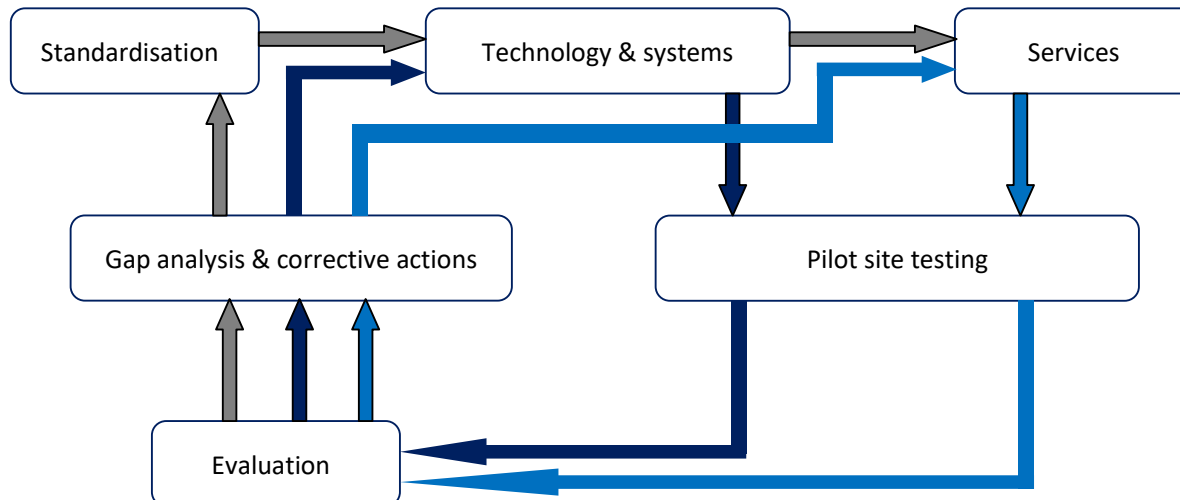 Standardisation
Technology & systems
Services
Gap analysis & corrective actions
Pilot site testing
Evaluation